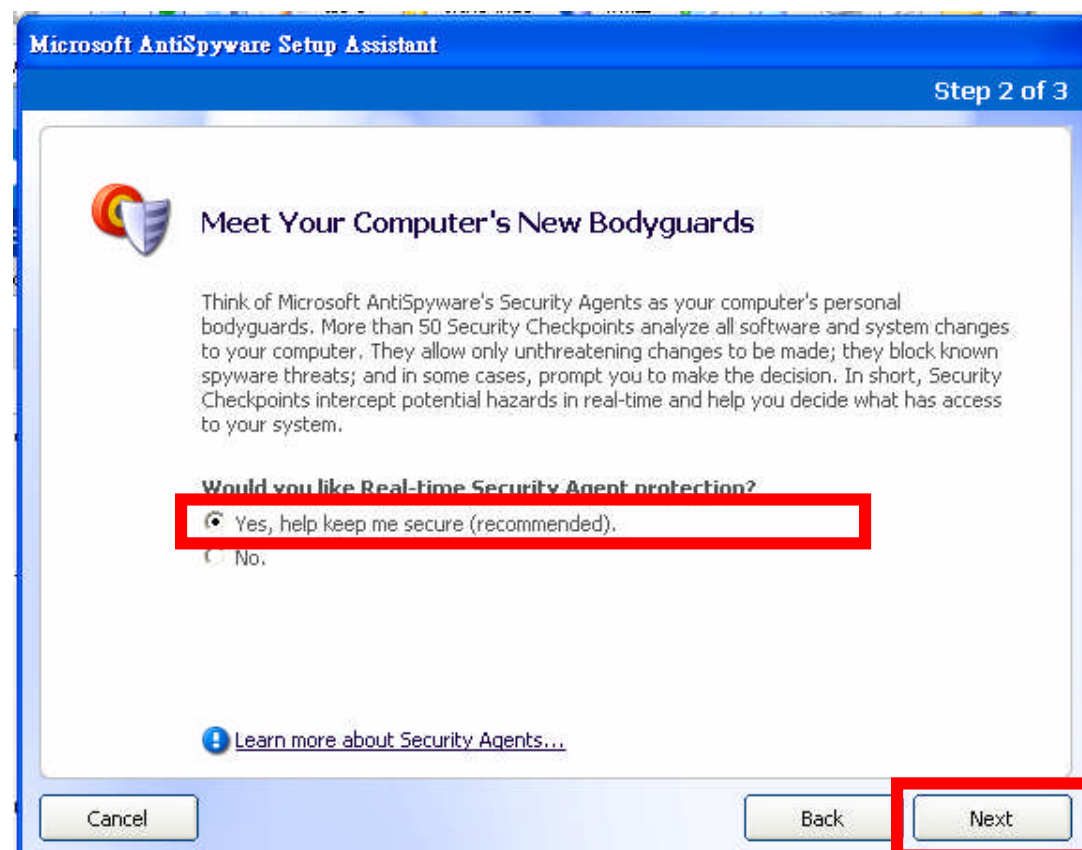 Microsoft AntiSpyware Setup Assistant
Step 2 of 3
Meet Your Computer's New Bodyguards
Think of Microsoft AntiSpyware's Security Agents as your computer's personal
bodyguards. More than 50 Security Checkpoints analyze all software and system changes
to your computer. They allow only unthreatening changes to be made; they block known
spyware threats; and in some cases, prompt you to make the decision. In short, Security
Checkpoints intercept potential hazards in real-time and help you decide what has access
to your system.
Would you like Real-time Security Agent protection?
Yes, help keep me secure (recommended).
No.
Learn more about Security Agents...
Cancel
Back
Next